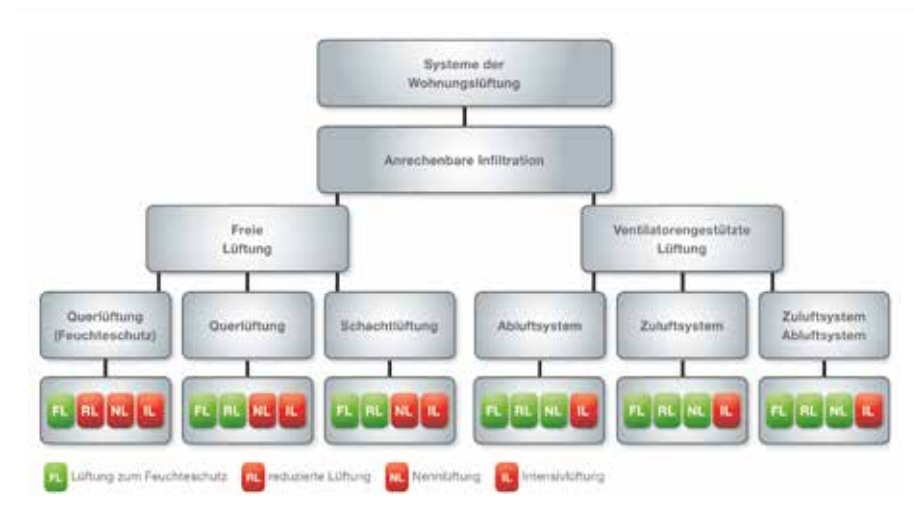 Systeme der
Wohnungslüftung
Anrechenbare Infiltration
Freie
Lüftung
Ventilatorengestützte
Lüftung
Querlüftung
(Feuchteschutz)
Querlüftung
Schachtlüftung
Abluftsystem
Zuluftsystem
Zuluftsystem
Abluftsystem
FL RL NL IL
FL RL NL IL
FL RL NL IL
FL RL NL IL
FL RL NL IL
FL RL NL IL
FL Lüftung zum Feuchteschutz RL reduzierte Lüftung NL Nennlüftung IL Intensivlüftung